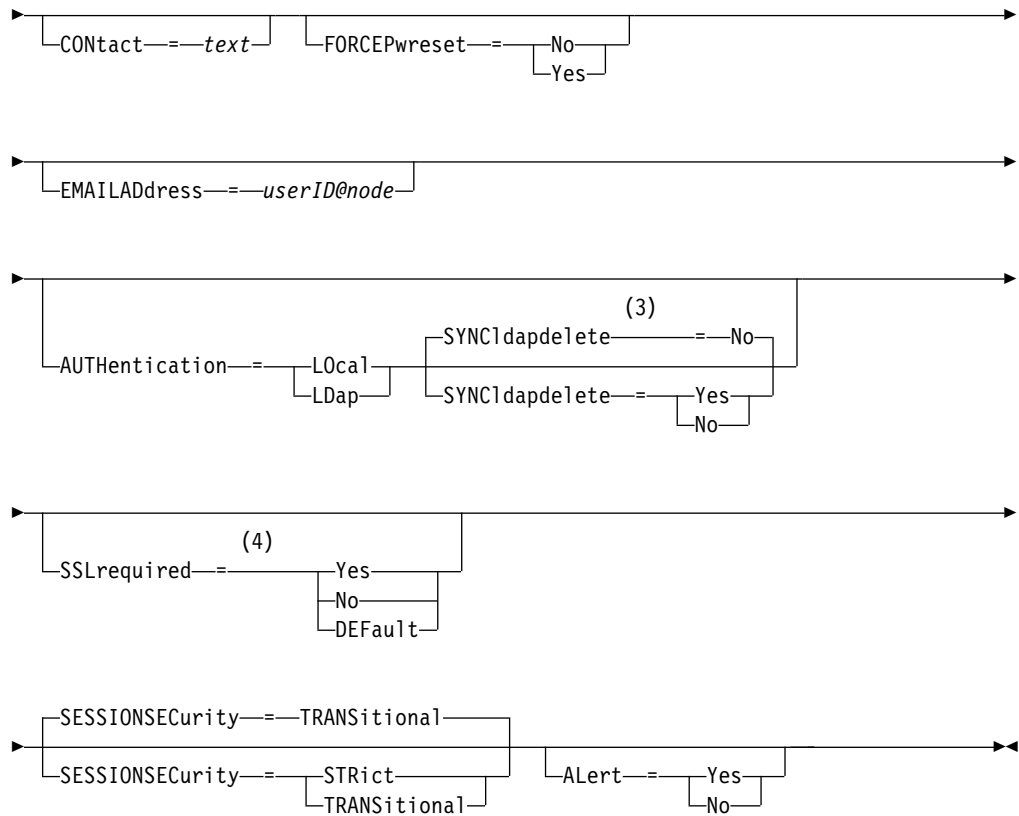 CONtact = text FORCEPwreset = No
Yes
EMAILADdress = userID@node
(3)
SYNCldapdelete = No
AUTHentication = LOcal
LDap SYNCldapdelete = Yes
No
(4)
SSLrequired = Yes
No
DEFault
SESSIONSECurity = TRANSitional
SESSIONSECurity = STRict ALert = Yes
TRANSitional No